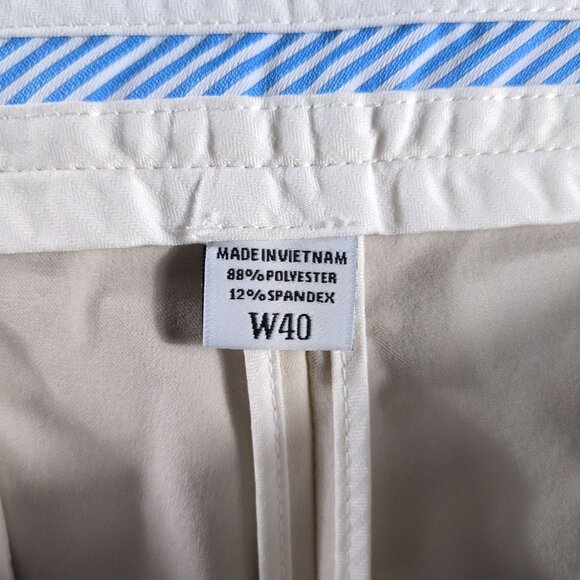 MADE IN VIETNAM
88% POLYESTER
12% SPANDEX
W40